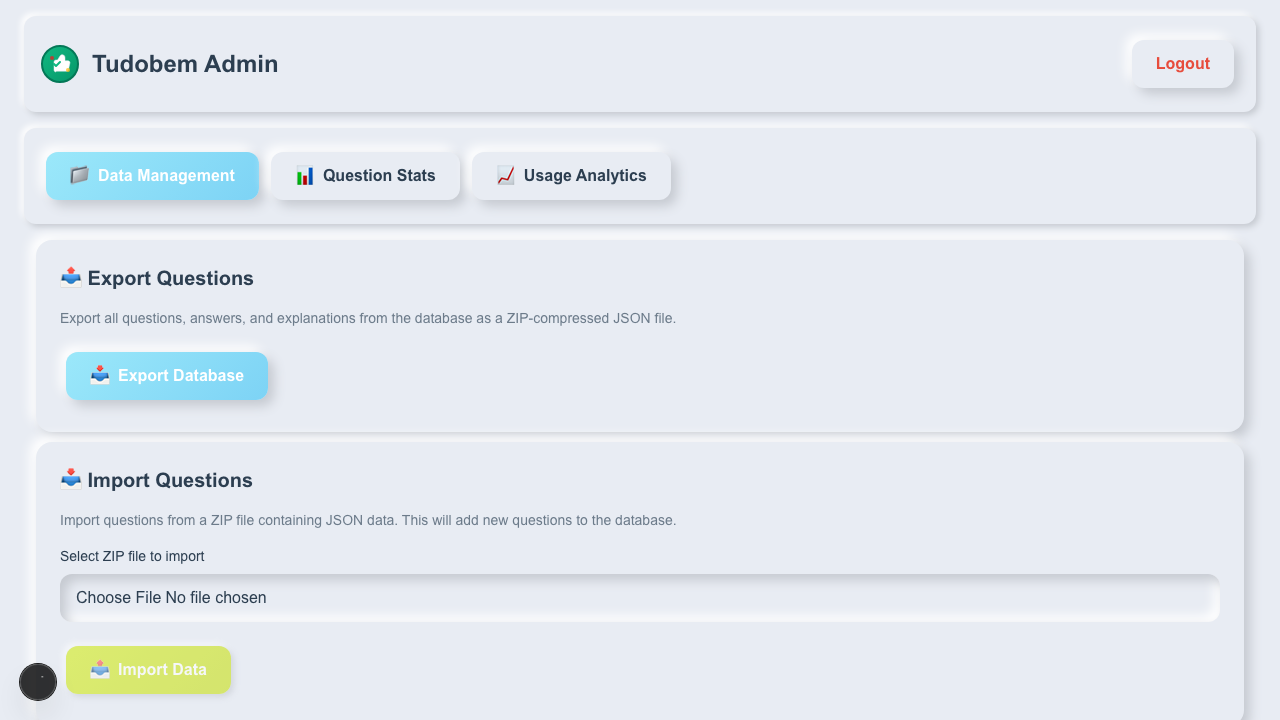 Tudobem Admin
Logout
Data Management
Question Stats
Usage Analytics
Export Questions
Export all questions, answers, and explanations from the database as a ZIP-compressed JSON file.
Export Database
Import Questions
Import questions from a ZIP file containing JSON data. This will add new questions to the database.
Select ZIP file to import
Choose File No file chosen
Import Data